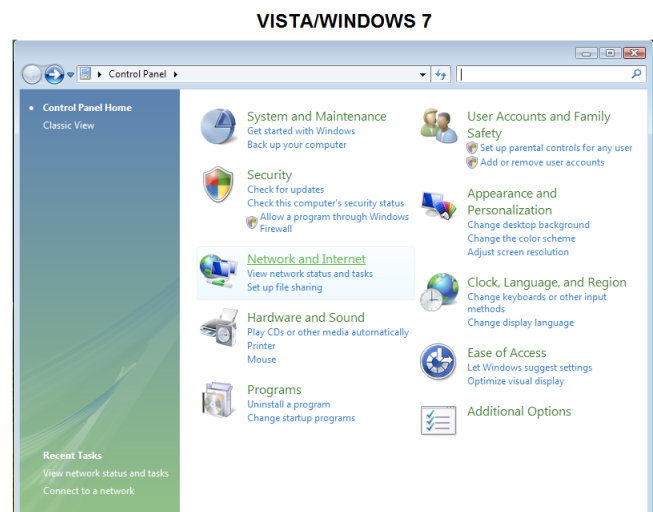 VISTA/WINDOWS 7
Control Panel
Control Panel Home
Classic View
System and Maintenance
Get started with Windows
Back up your computer
Security
Check for updates
Check this computer's security status
Allow a program through Windows
Firewall
Network and Internet
View network status and tasks
Set up file sharing
Hardware and Sound
Play CDs or other media automatically
Printer
Mouse
Programs
Uninstall a program
Change startup programs
User Accounts and Family
Safety
Set up parental controls for any user
Add or remove user accounts
Appearance and
Personalization
Change desktop background
Change the color scheme
Adjust screen resolution
Clock, Language, and Region
Change keyboards or other input
methods
Change display language
Ease of Access
Let Windows suggest settings
Optimize visual display
Additional Options
Recent Tasks
View network status and tasks
Connect to a network